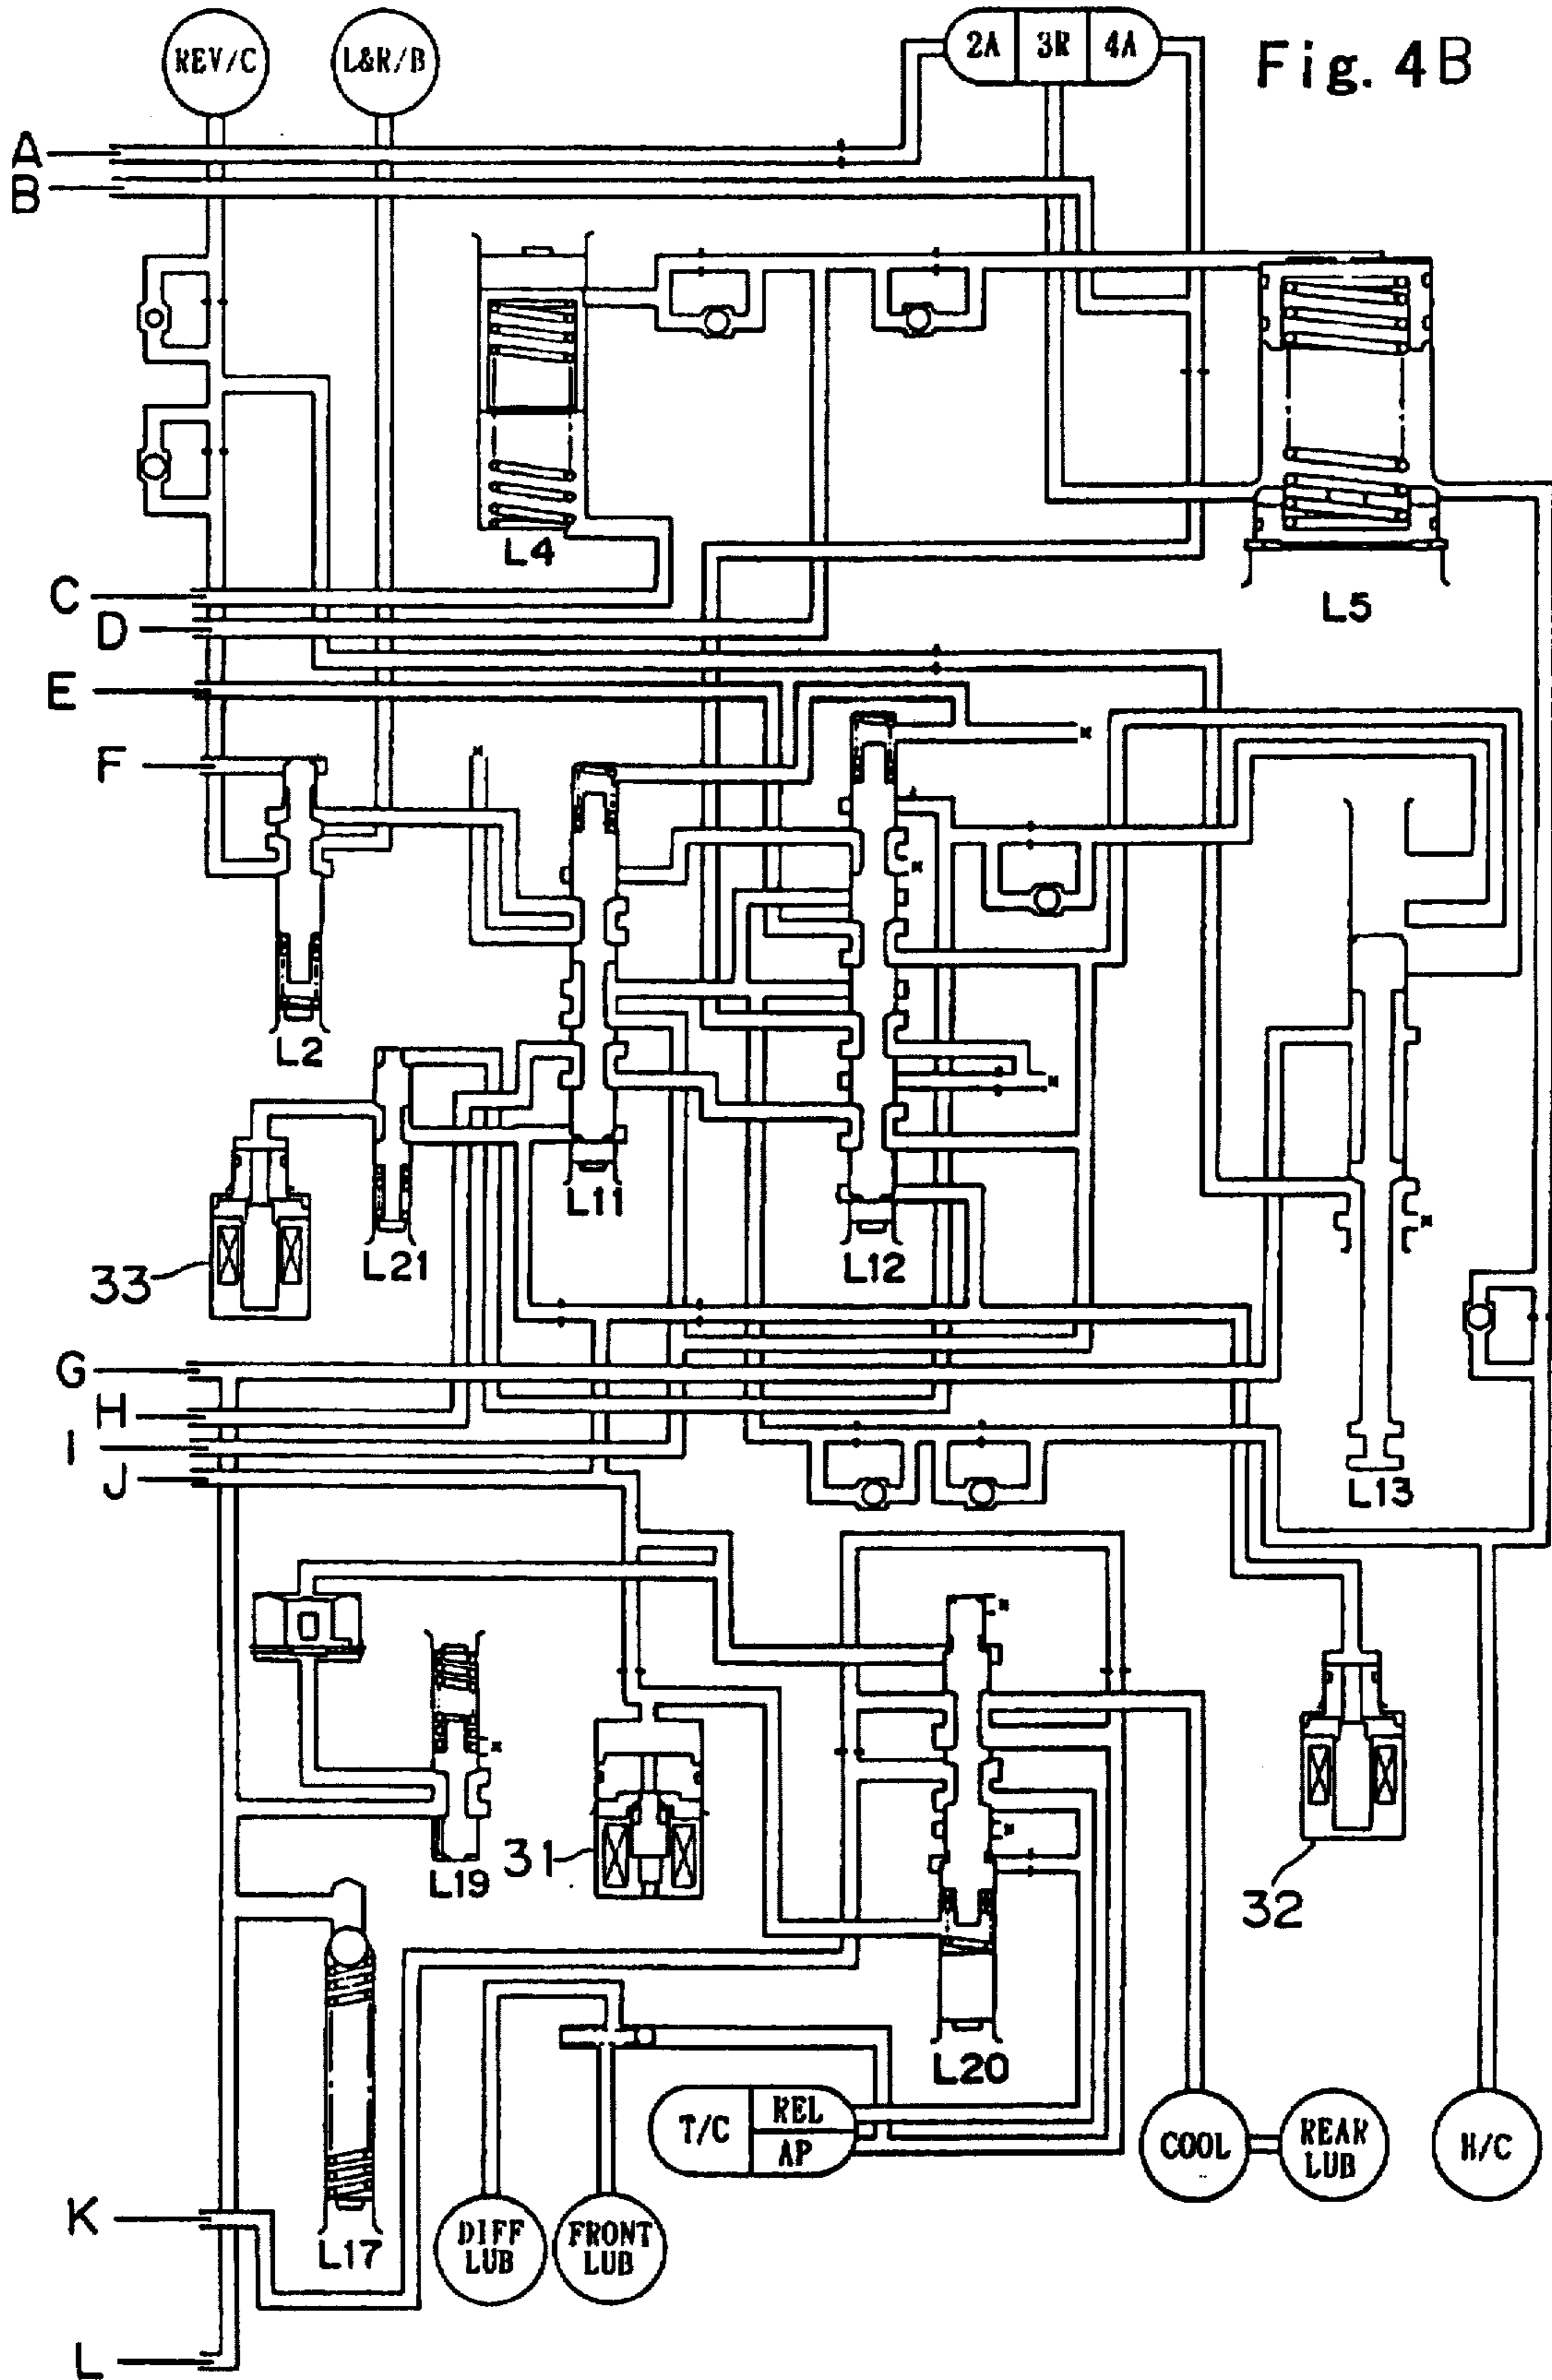 Fig. 4B
REV/C
L&R/B
2A 3R 4A
A
B
L4
L5
C
D
E
F
L2
L11
L12
L21
33
G
H
I
J
L13
L19
31
32
L17
L20
T/C REL AP
COOL
REAR
LUB
H/C
K
DIFF
LUB
FRONT
LUB
L